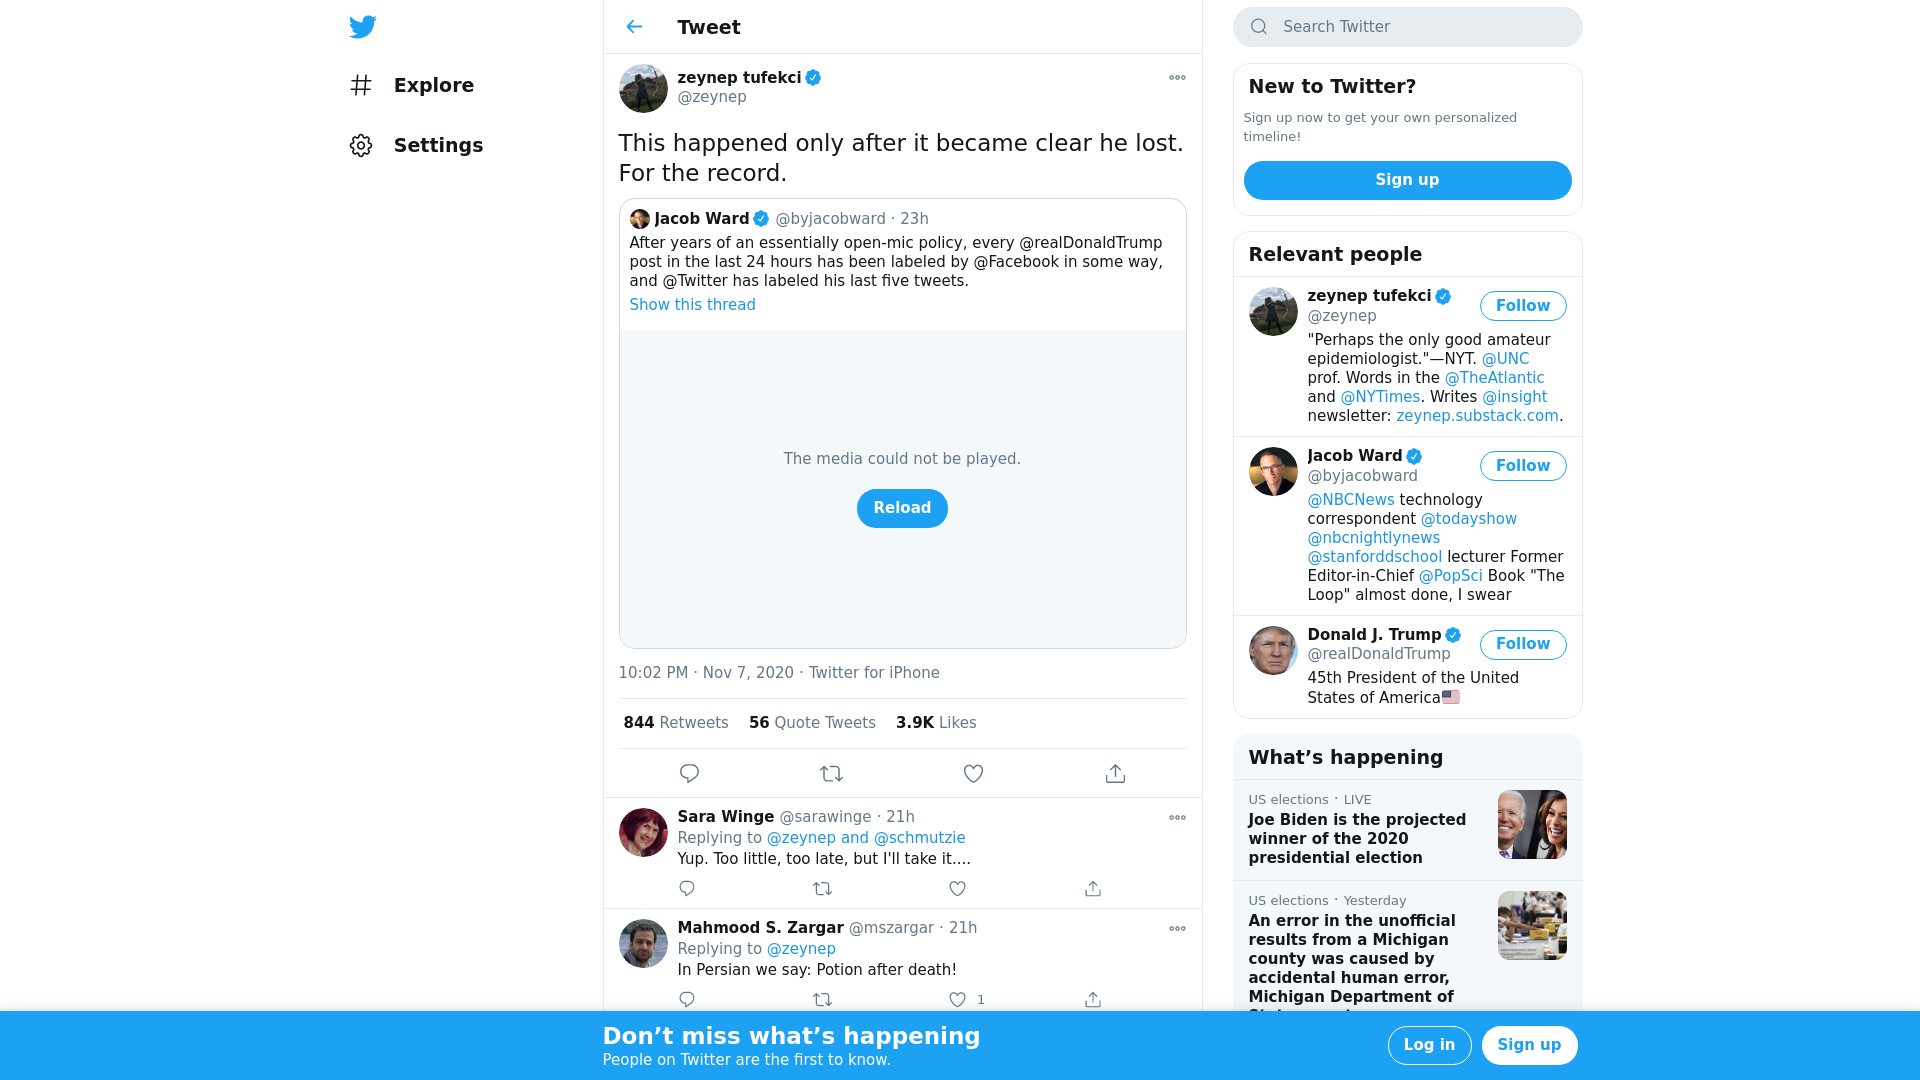 Explore
Settings
Tweet
zeynep tufekci
@zeynep
This happened only after it became clear he lost.
For the record.
Jacob Ward @byjacobward · 23h
After years of an essentially open-mic policy, every @realDonaldTrump
post in the last 24 hours has been labeled by @Facebook in some way,
and @Twitter has labeled his last five tweets.
Show this thread
The media could not be played.
Reload
10:02 PM · Nov 7, 2020 · Twitter for iPhone
844 Retweets 56 Quote Tweets 3.9K Likes
Sara Winge @sarawinge · 21h
Replying to @zeynep and @schmutzie
Yup. Too little, too late, but I'll take it....
Mahmood S. Zargar @mszargar · 21h
Replying to @zeynep
In Persian we say: Potion after death!
1
Search Twitter
New to Twitter?
Sign up now to get your own personalized
timeline!
Sign up
Relevant people
zeynep tufekci
@zeynep
Follow
"Perhaps the only good amateur
epidemiologist."—NYT. @UNC
prof. Words in the @TheAtlantic
and @NYTimes. Writes @insight
newsletter: zeynep.substack.com.
Jacob Ward
@byjacobward
Follow
@NBCNews technology
correspondent @todayshow
@nbcnightlynews
@stanforddschool lecturer Former
Editor-in-Chief @PopSci Book "The
Loop" almost done, I swear
Donald J. Trump
@realDonaldTrump
Follow
45th President of the United
States of America🇺🇸
What's happening
US elections · LIVE
Joe Biden is the projected
winner of the 2020
presidential election
US elections · Yesterday
An error in the unofficial
results from a Michigan
county was caused by
accidental human error,
Michigan Department of
Don't miss what's happening
People on Twitter are the first to know.
Log in
Sign up